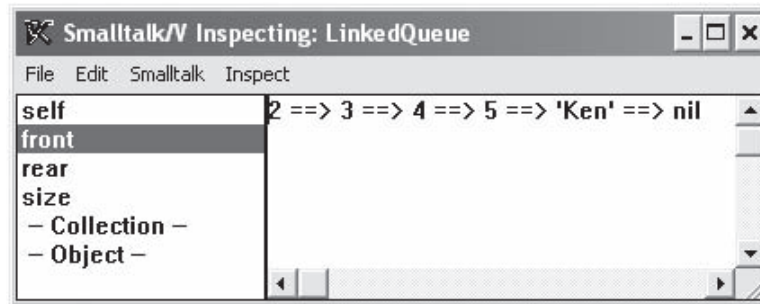 Smalltalk/V Inspecting: LinkedQueue
File Edit Smalltalk Inspect
self
front
rear
size
– Collection –
– Object –
2 ==> 3 ==> 4 ==> 5 ==> 'Ken' ==> nil